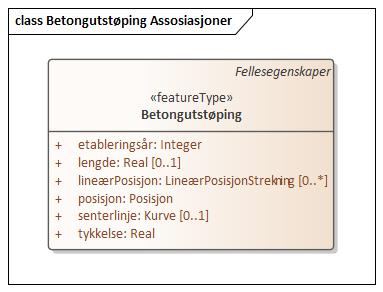 class Betongutstøping Assosiasjoner
Fellesegenskaper
«featureType»
Betongutstøping
+ etableringsår: Integer
+ lengde: Real [0..1]
+ lineærPosisjon: LineærPosisjonStrekning [0..*]
+ posisjon: Posisjon
+ senterlinje: Kurve [0..1]
+ tykkelse: Real